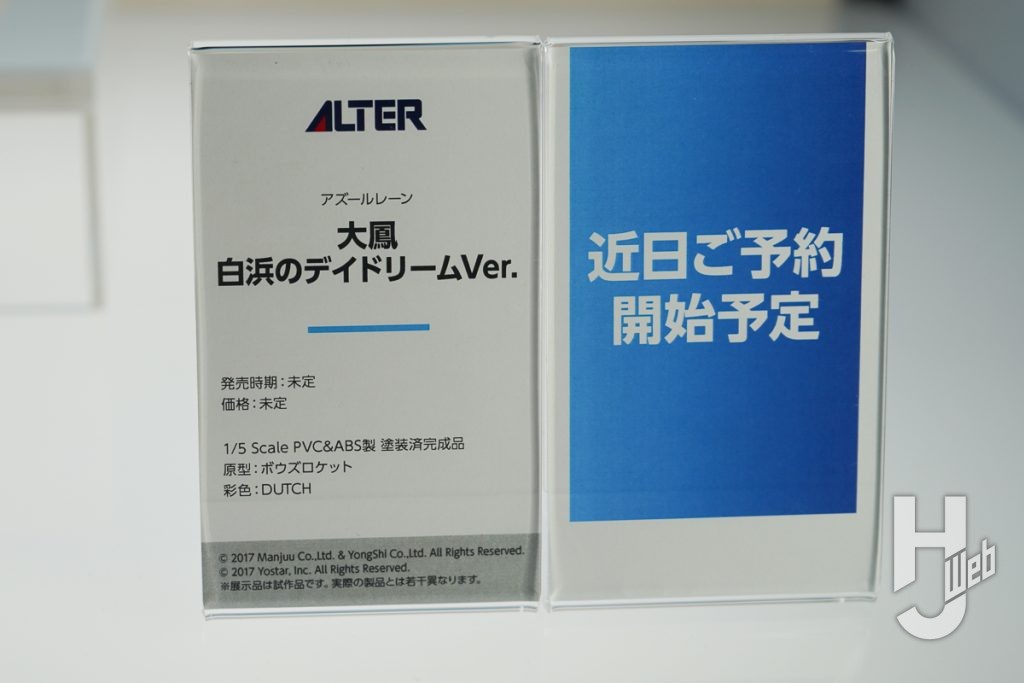 ALTER
アズールレーン
大鳳
白浜のデイドリームVer.
発売時期：未定
価格：未定
1/5 Scale PVC&ABS製 塗装済完成品
原型：ボウズロケット
彩色：DUTCH
© 2017 Manjuu Co.,Ltd. & YongShi Co.,Ltd. All Rights Reserved.
© 2017 Yostar, Inc. All Rights Reserved.
※展示品は試作品です。実際の製品とは若干異なります。
近日ご予約
開始予定
HJ Web